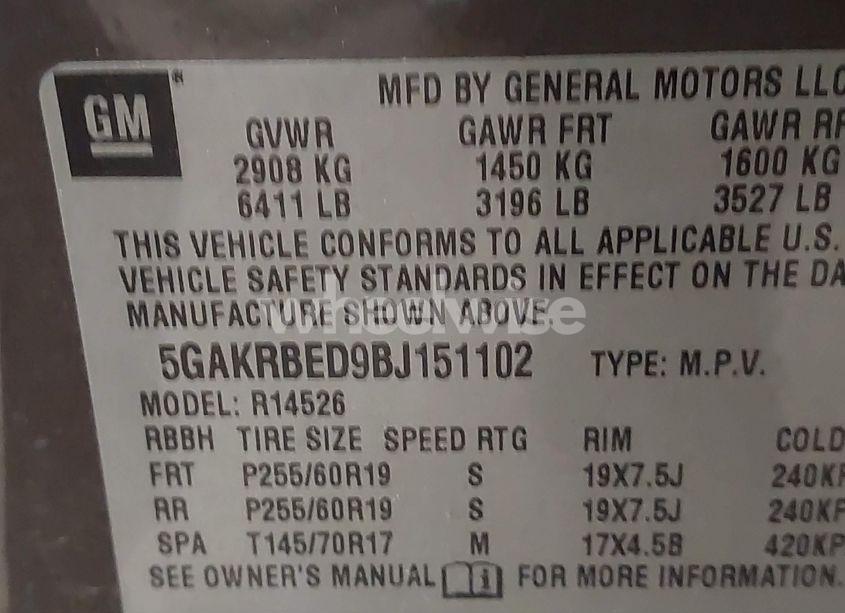 GM
MFD BY GENERAL MOTORS LLC
GVWR GAWR FRT GAWR RR
2908 KG 1450 KG 1600 KG
6411 LB 3196 LB 3527 LB
THIS VEHICLE CONFORMS TO ALL APPLICABLE U.S.
VEHICLE SAFETY STANDARDS IN EFFECT ON THE DA
MANUFACTURE SHOWN ABOVE.
wheelwise
5GAKRBED9BJ151102 TYPE: M.P.V.
MODEL: R14526
RBBH TIRE SIZE SPEED RTG RIM COLD
FRT P255/60R19 S 19X7.5J 240KP
RR P255/60R19 S 19X7.5J 240KP
SPA T145/70R17 M 17X4.5B 420KP
SEE OWNER'S MANUAL i FOR MORE INFORMATION.